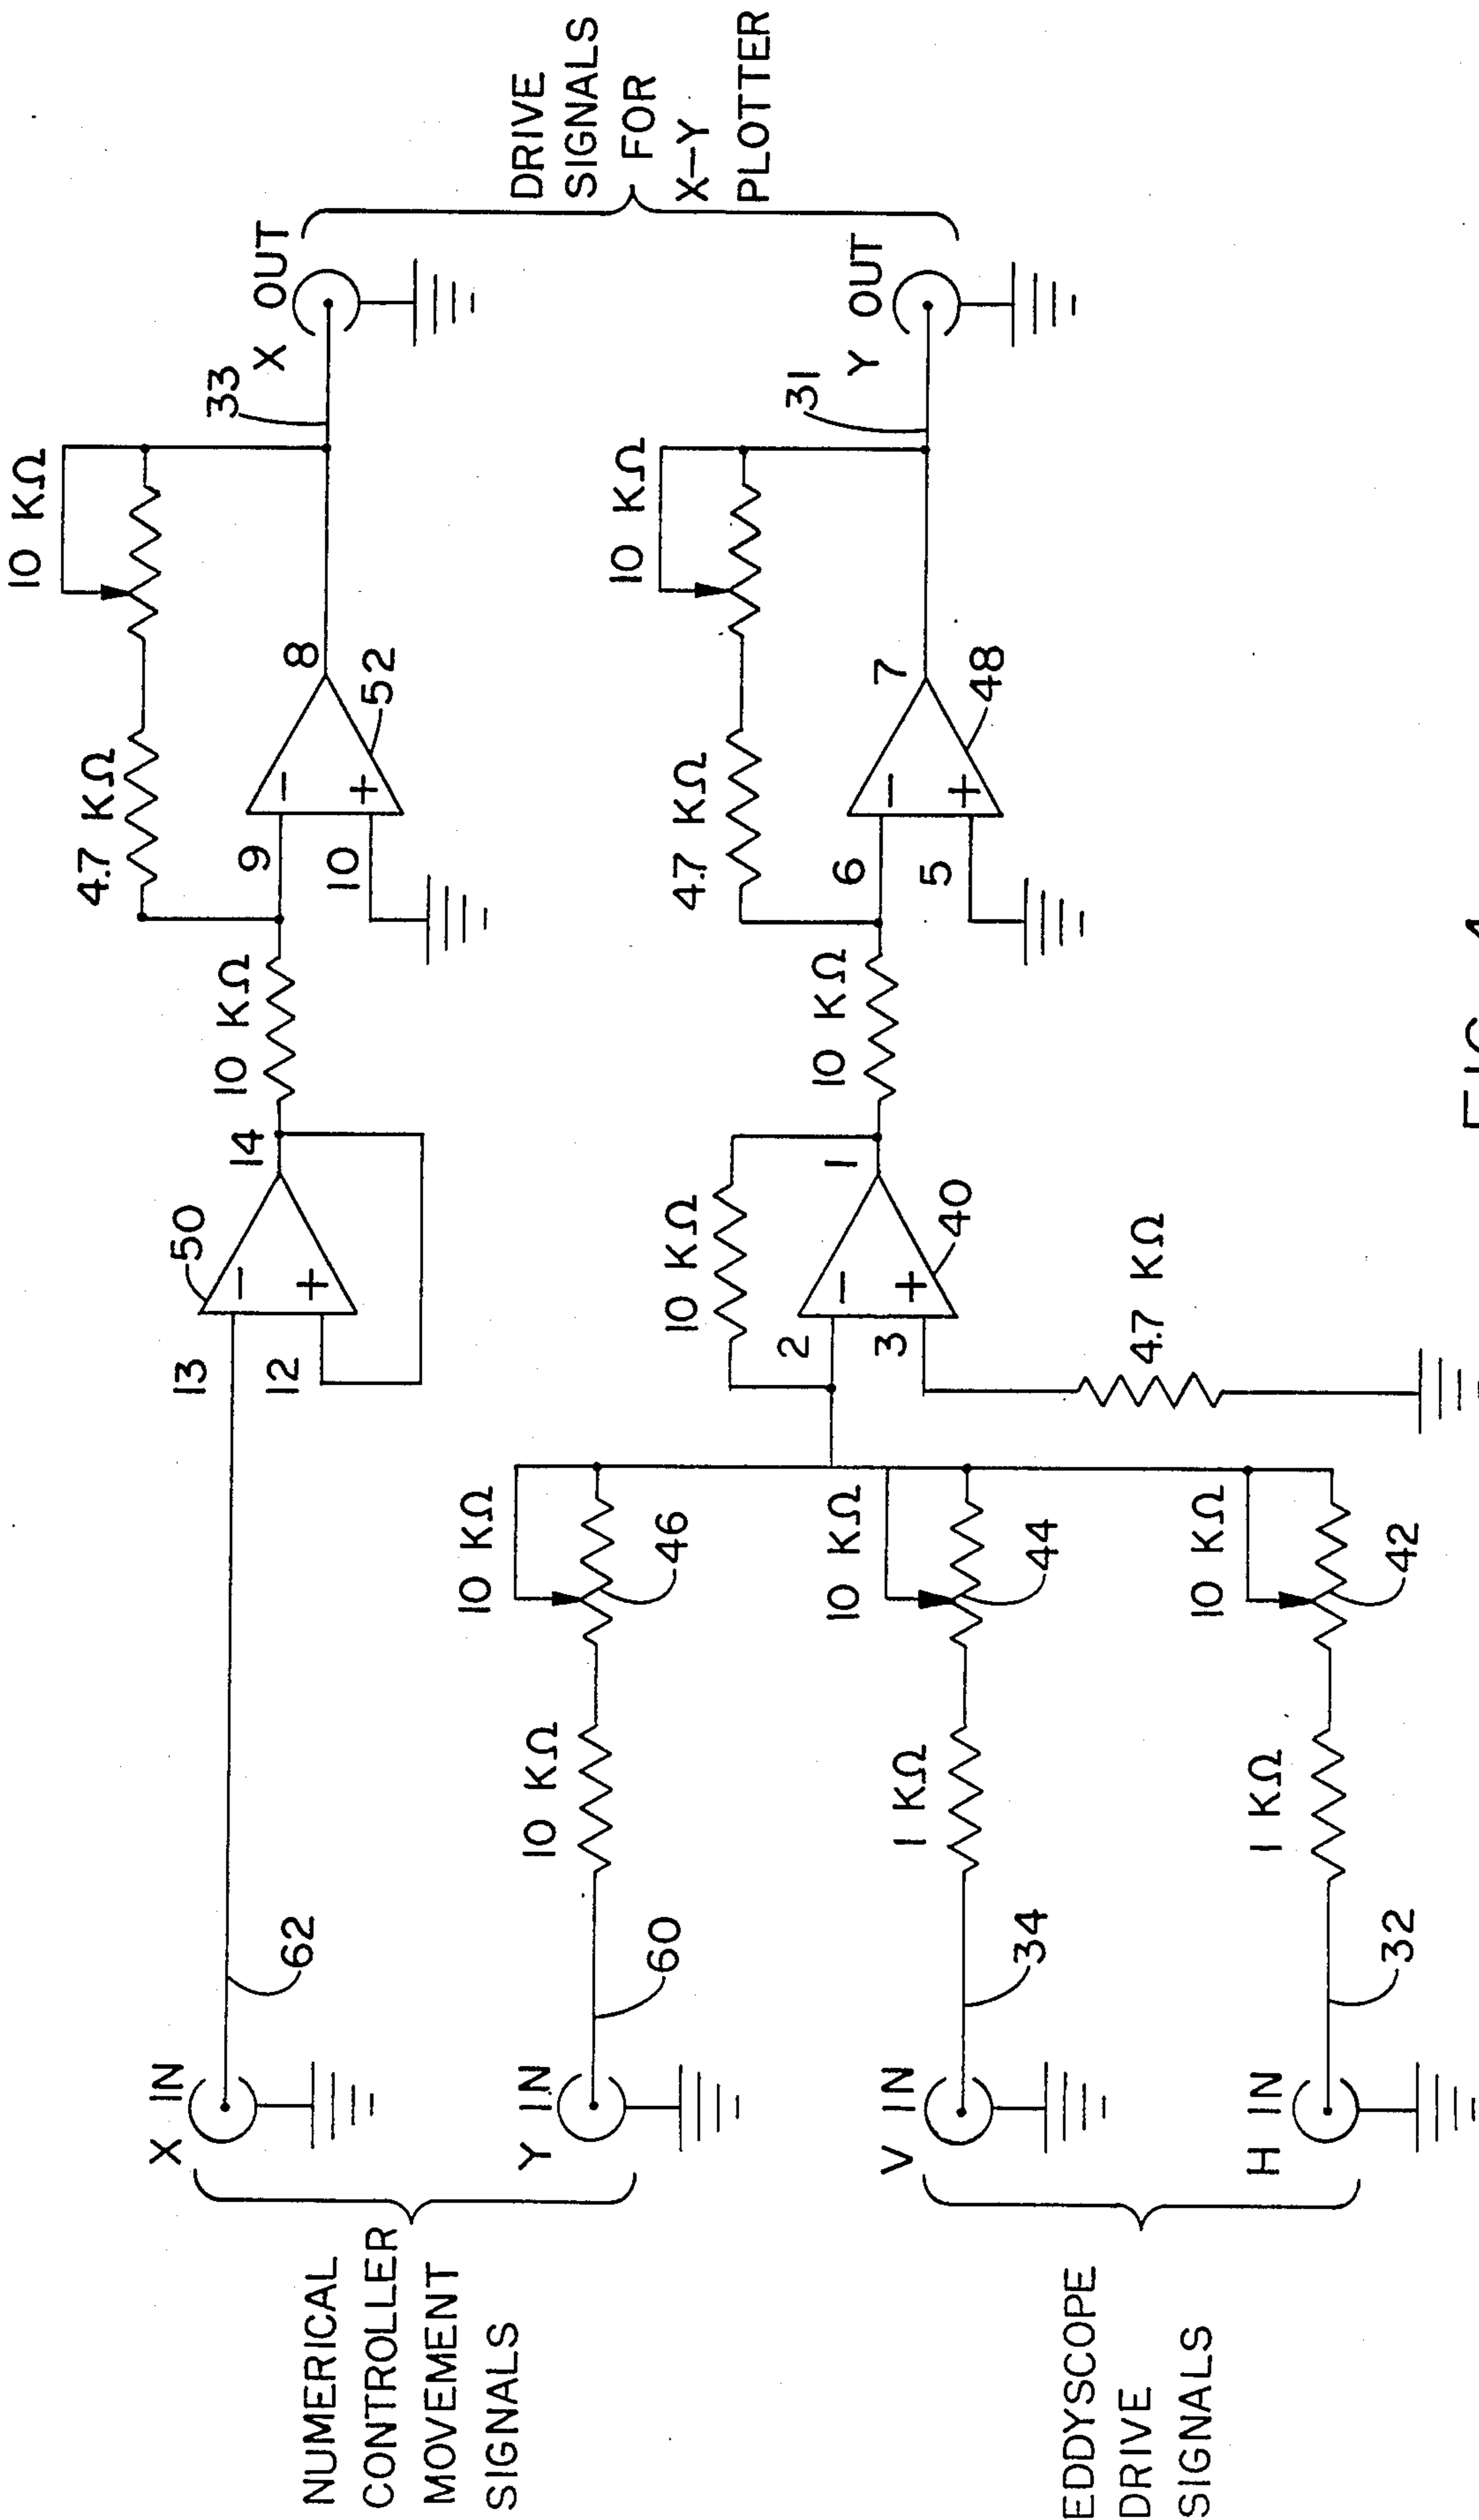 NUMERICAL
CONTROLLER
MOVEMENT
SIGNALS
X IN
62
13
12
50
14
10 KΩ
9
10
4.7 KΩ
10 KΩ
8
52
33
X OUT
Y IN
60
10 KΩ
10 KΩ
46
EDDYSCOPE
DRIVE
SIGNALS
V IN
34
1 KΩ
10 KΩ
44
H IN
32
1 KΩ
10 KΩ
42
2
3
10 KΩ
1
40
4.7 KΩ
10 KΩ
6
5
4.7 KΩ
10 KΩ
7
48
31
Y OUT
DRIVE
SIGNALS
FOR
X-Y
PLOTTER